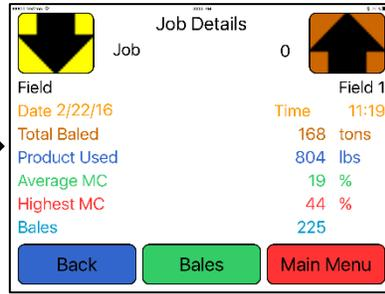 Job Details
Job 0
Field Field 1
Date 2/22/16 Time 11:19
Total Baled 168 tons
Product Used 804 lbs
Average MC 19 %
Highest MC 44 %
Bales 225
Back Bales Main Menu